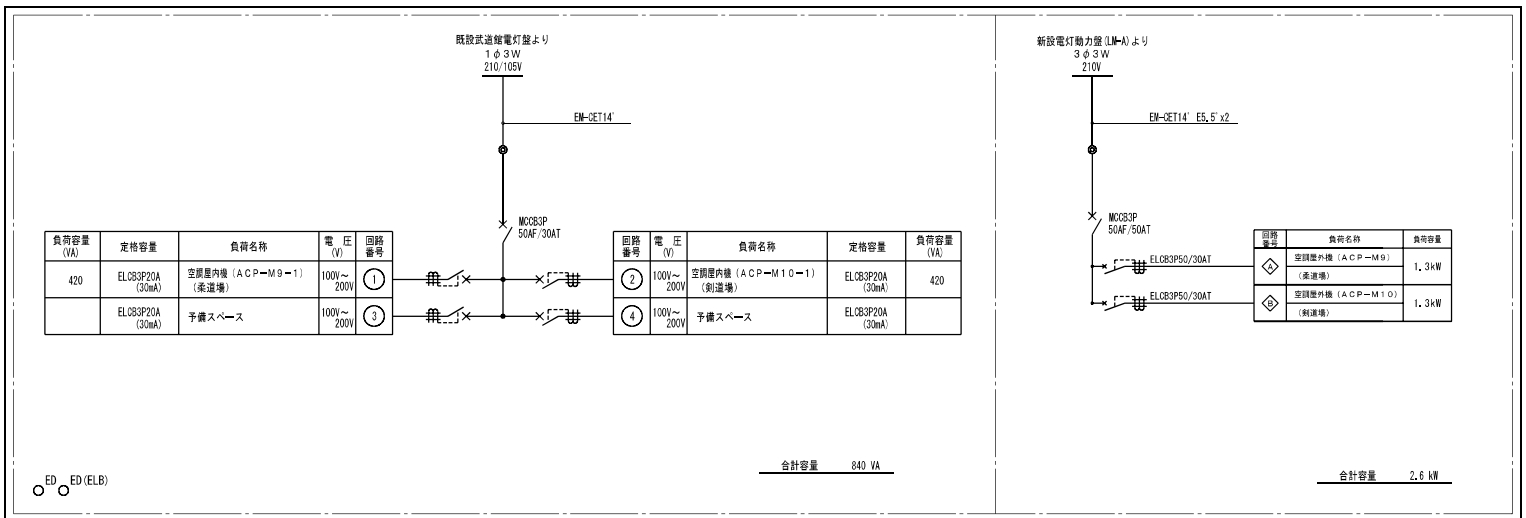 既設武道館電灯盤より
1φ3W
210/105V
EM-CET14゜
MCCB3P
50AF/30AT
負荷容量
(VA)
定格容量
負荷名称
電 圧
(V)
回路
番号
420
ELCB3P20A
(30mA)
空調屋内機(ACP-M9-1)
(柔道場)
100V~
200V
1
ELCB3P20A
(30mA)
予備スペース
100V~
200V
3
回路
番号
電 圧
(V)
負荷名称
定格容量
負荷容量
(VA)
2
100V~
200V
空調屋内機(ACP-M10-1)
(剣道場)
ELCB3P20A
(30mA)
420
4
100V~
200V
予備スペース
ELCB3P20A
(30mA)
合計容量 840 VA
ED ED(ELB)
新設電灯動力盤(LM-A)より
3φ3W
210V
EM-CET14゜ E5.5゜x2
MCCB3P
50AF/50AT
ELCB3P50/30AT
ELCB3P50/30AT
回路
番号
負荷名称
負荷容量
A
空調屋外機(ACP-M9)
(柔道場)
1.3kW
B
空調屋外機(ACP-M10)
(剣道場)
1.3kW
合計容量 2.6 kW